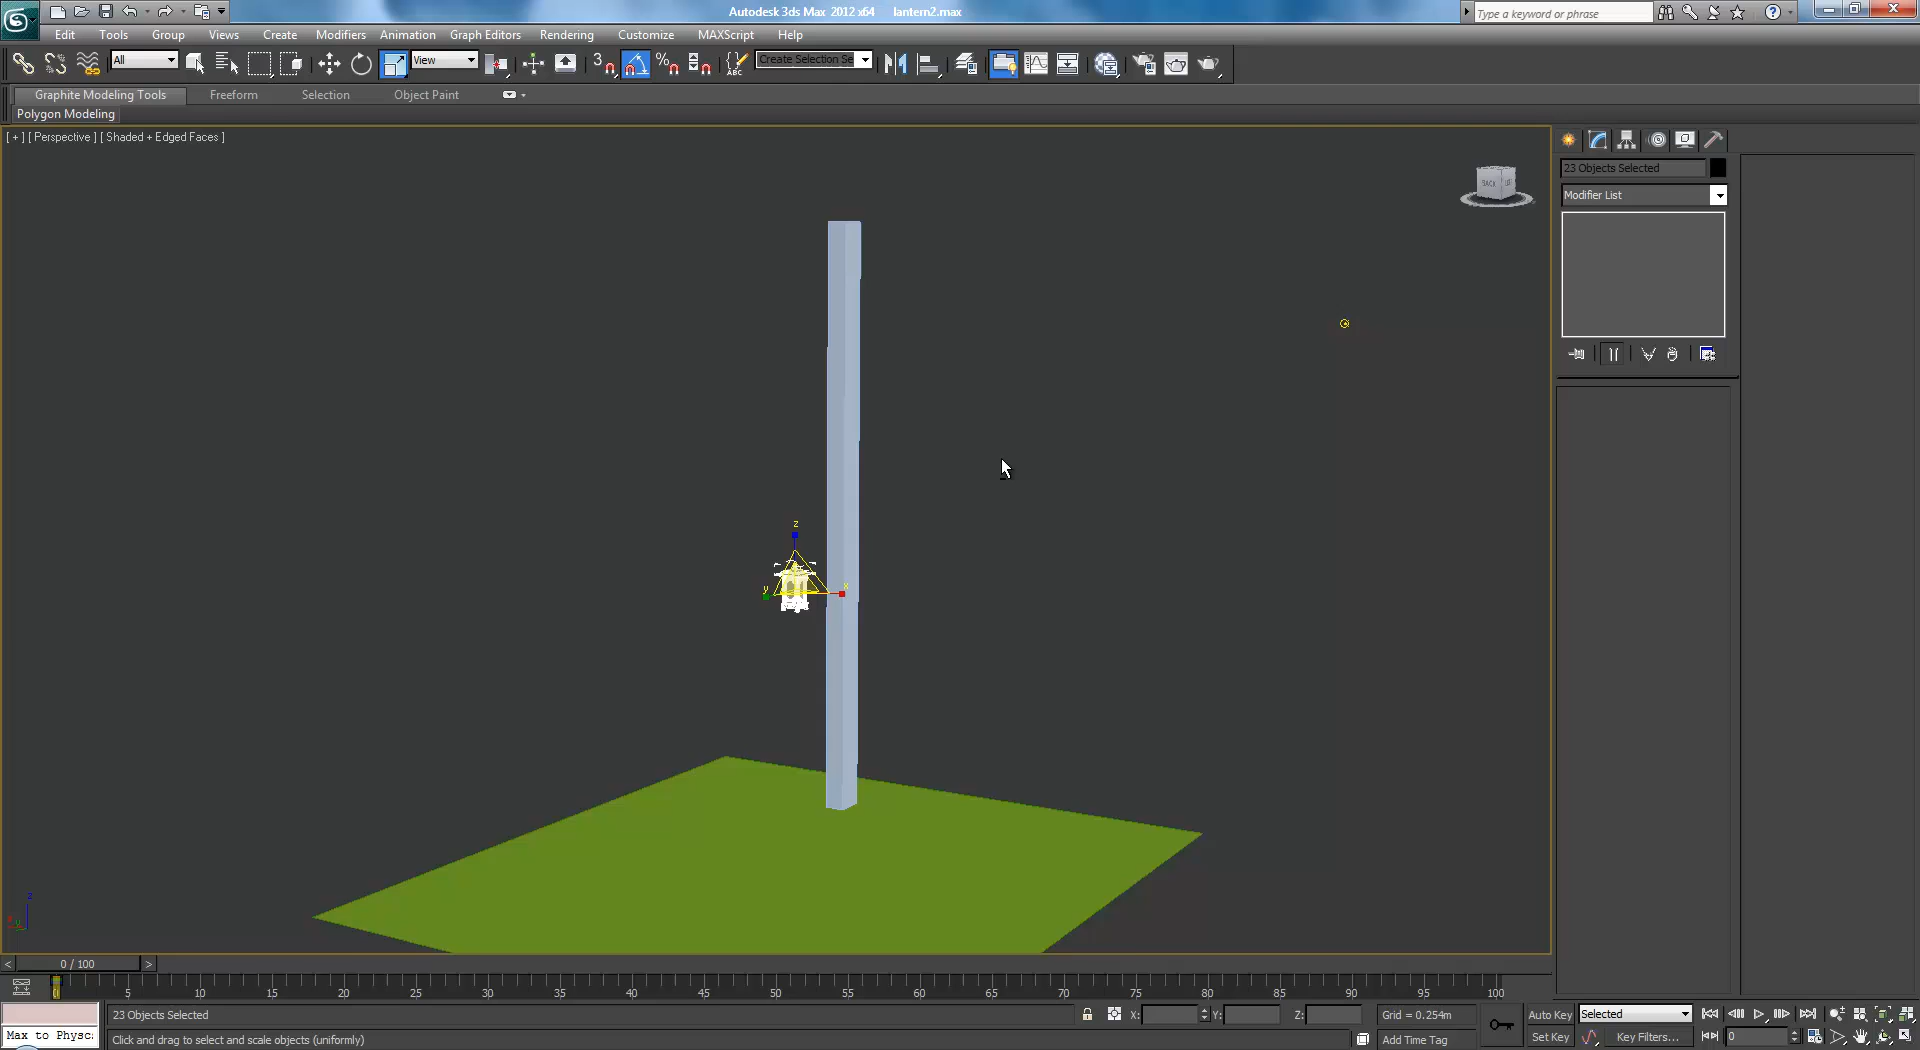 Autodesk 3ds Max 2012 x64 lantern2.max
Type a keyword or phrase
Edit Tools Group Views Create Modifiers Animation Graph Editors Rendering Customize MAXScript Help
All
View
Create Selection Se
3
ABC
Graphite Modeling Tools Freeform Selection Object Paint
Polygon Modeling
[ + ] [ Perspective ] [ Shaded + Edged Faces ]
BACK
23 Objects Selected
Modifier List
z
y
x
z
0 / 100
0 5 10 15 20 25 30 35 40 45 50 55 60 65 70 75 80 85 90 95 100
23 Objects Selected
X: Y: Z:
Grid = 0.254m
Auto Key
Selected
Max to Physc
Click and drag to select and scale objects (uniformly)
Add Time Tag
Set Key
Key Filters...
0